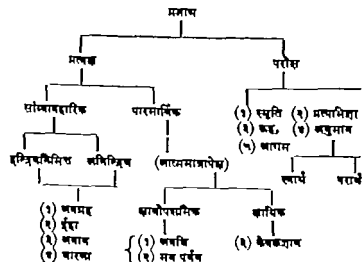 प्रमाण
प्रत्यक्ष परोक्ष
सांव्यवहारिक पारमार्थिक (१) स्मृति (२) प्रत्यभिज्ञा
(३) ऊह, (४) अनुमान
(५) आगम
इन्द्रियनिमित्त अनिन्द्रिय (आत्ममात्रापेक्ष) स्वार्थ परार्थ
(१) अवग्रह क्षायोपशमिक क्षायिक
(२) ईहा
(३) अवाय (१) अवधि (१) केवलज्ञान
(४) धारणा (२) मनः पर्यय